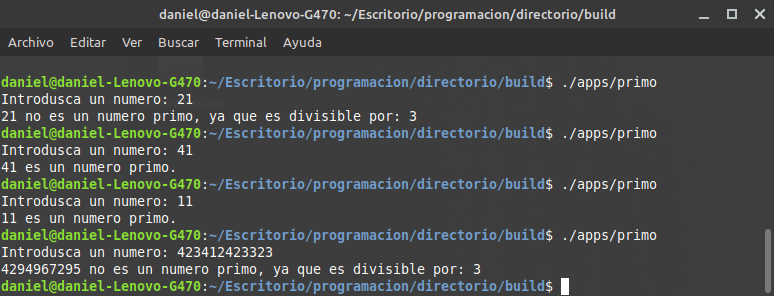 daniel@daniel-Lenovo-G470: ~/Escritorio/programacion/directorio/build
Archivo Editar Ver Buscar Terminal Ayuda
daniel@daniel-Lenovo-G470:~/Escritorio/programacion/directorio/build$ ./apps/primo
Introdusca un numero: 21
21 no es un numero primo, ya que es divisible por: 3
daniel@daniel-Lenovo-G470:~/Escritorio/programacion/directorio/build$ ./apps/primo
Introdusca un numero: 41
41 es un numero primo.
daniel@daniel-Lenovo-G470:~/Escritorio/programacion/directorio/build$ ./apps/primo
Introdusca un numero: 11
11 es un numero primo.
daniel@daniel-Lenovo-G470:~/Escritorio/programacion/directorio/build$ ./apps/primo
Introdusca un numero: 423412423323
4294967295 no es un numero primo, ya que es divisible por: 3
daniel@daniel-Lenovo-G470:~/Escritorio/programacion/directorio/build$